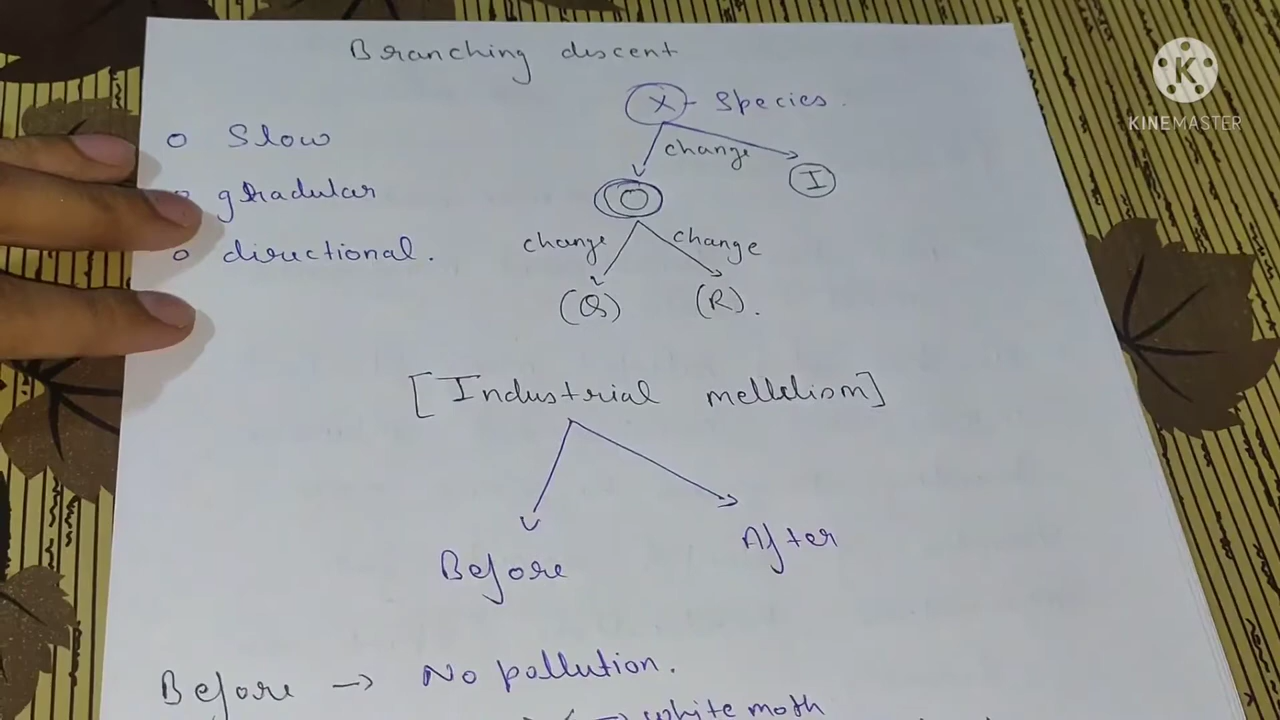 Branching descent
X - Species.
o Slow
change
I
o gradular
O
change change
o directional.
(Q) (R).
[Industrial mellelism]
Before After
Before → No pollution.
→ white moth
K
KINEMASTER